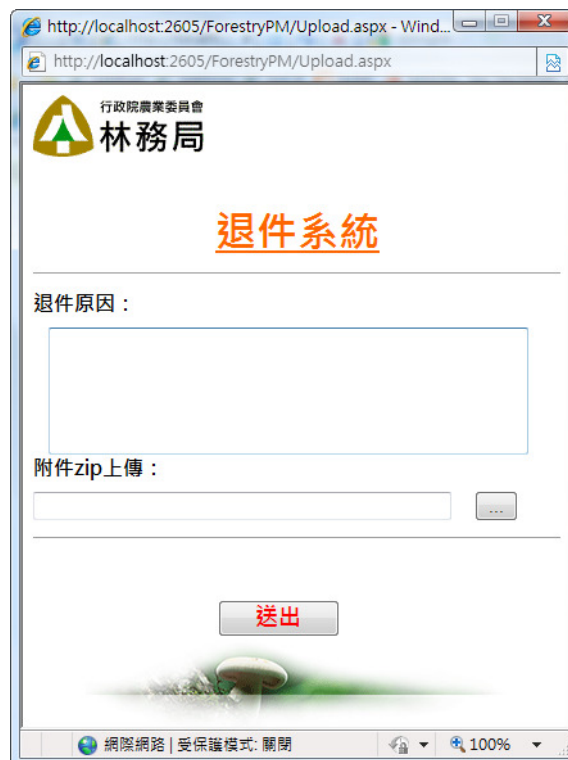 http://localhost:2605/ForestryPM/Upload.aspx - Wind...
http://localhost:2605/ForestryPM/Upload.aspx
行政院農業委員會
林務局
退件系統
退件原因：
附件zip上傳：
...
送出
網際網路 | 受保護模式: 關閉
100%